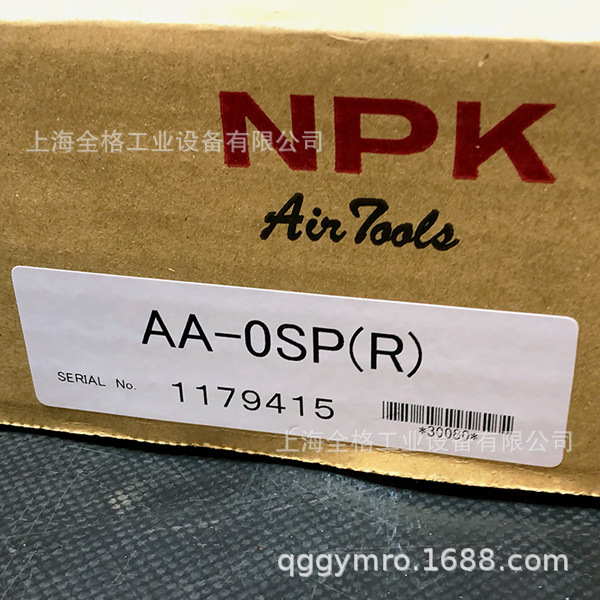 NPK
上海全格工业设备有限公司
Air Tools
AA-0SP(R)
SERIAL No. 1179415
*30080*
上海全格工业设备有限公司
qggymro.1688.com